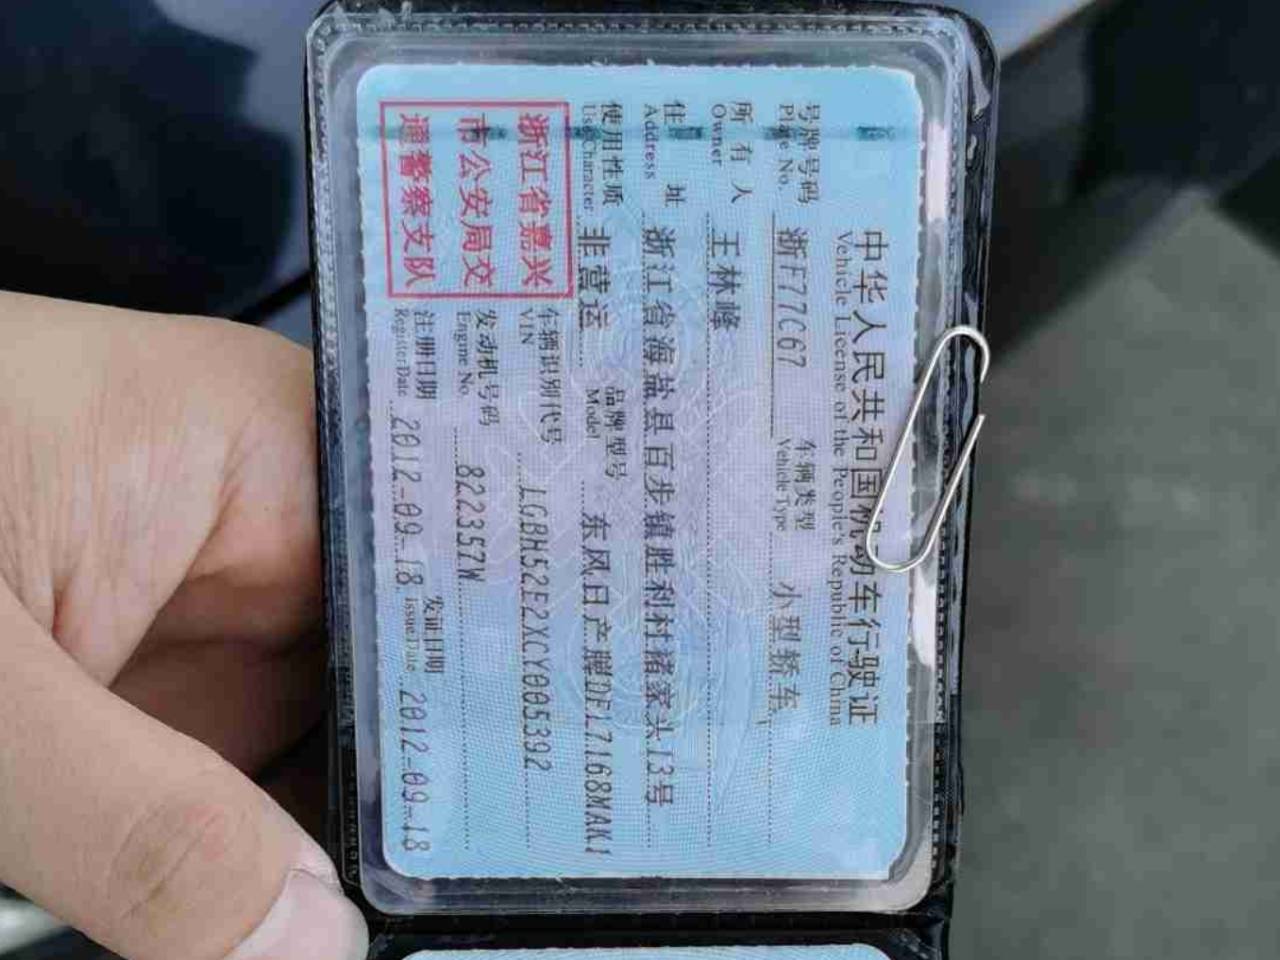 中华人民共和国机动车行驶证
Vehicle License of the People's Republic of China
号牌号码 浙F77C67 车辆类型 小型轿车
Plate No. Vehicle Type
所有人 王林峰
Owner
住址 浙江省海盐县百步镇胜利村褚家头13号
Address
使用性质 非营运 品牌型号 东风日产牌DFL7168MAK1
Use Character Model
浙江省嘉兴
市公安局交
通警察支队
车辆识别代号 LGBH52E2XCY005392
VIN
发动机号码 822357W
Engine No.
注册日期 2012-09-18 发证日期 2012-09-18
Register Date Issue Date